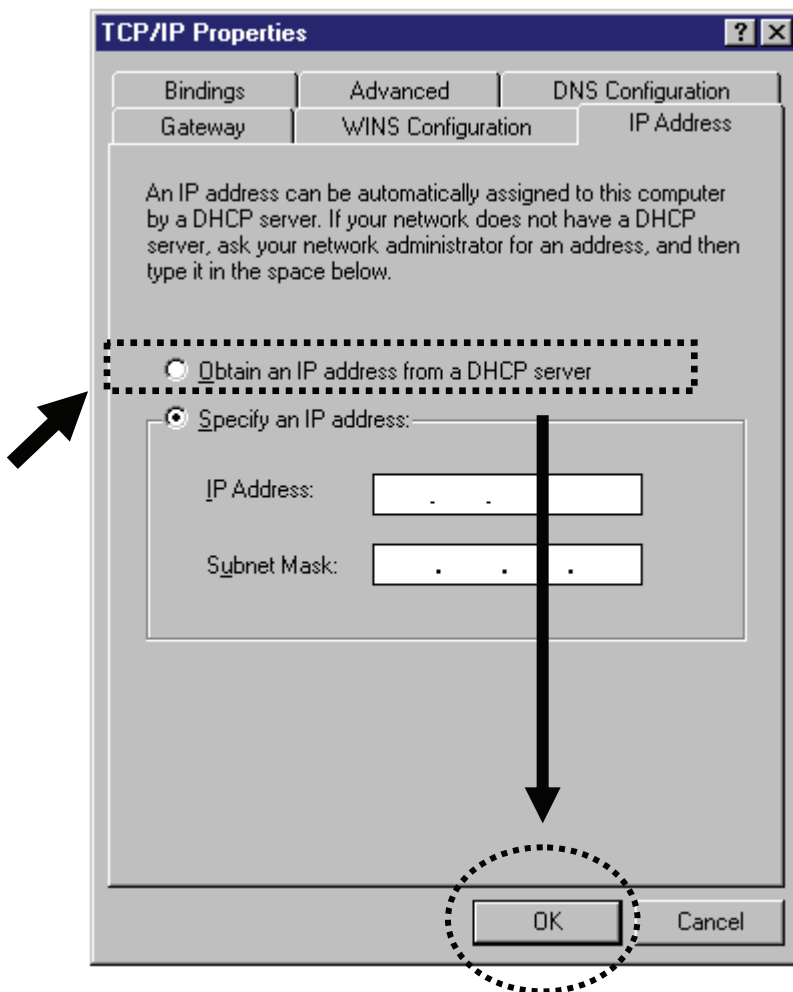 TCP/IP Properties
? X
Bindings Advanced DNS Configuration
Gateway WINS Configuration IP Address
An IP address can be automatically assigned to this computer
by a DHCP server. If your network does not have a DHCP
server, ask your network administrator for an address, and then
type it in the space below.
Obtain an IP address from a DHCP server
Specify an IP address:
IP Address: . .
Subnet Mask: . . .
OK Cancel